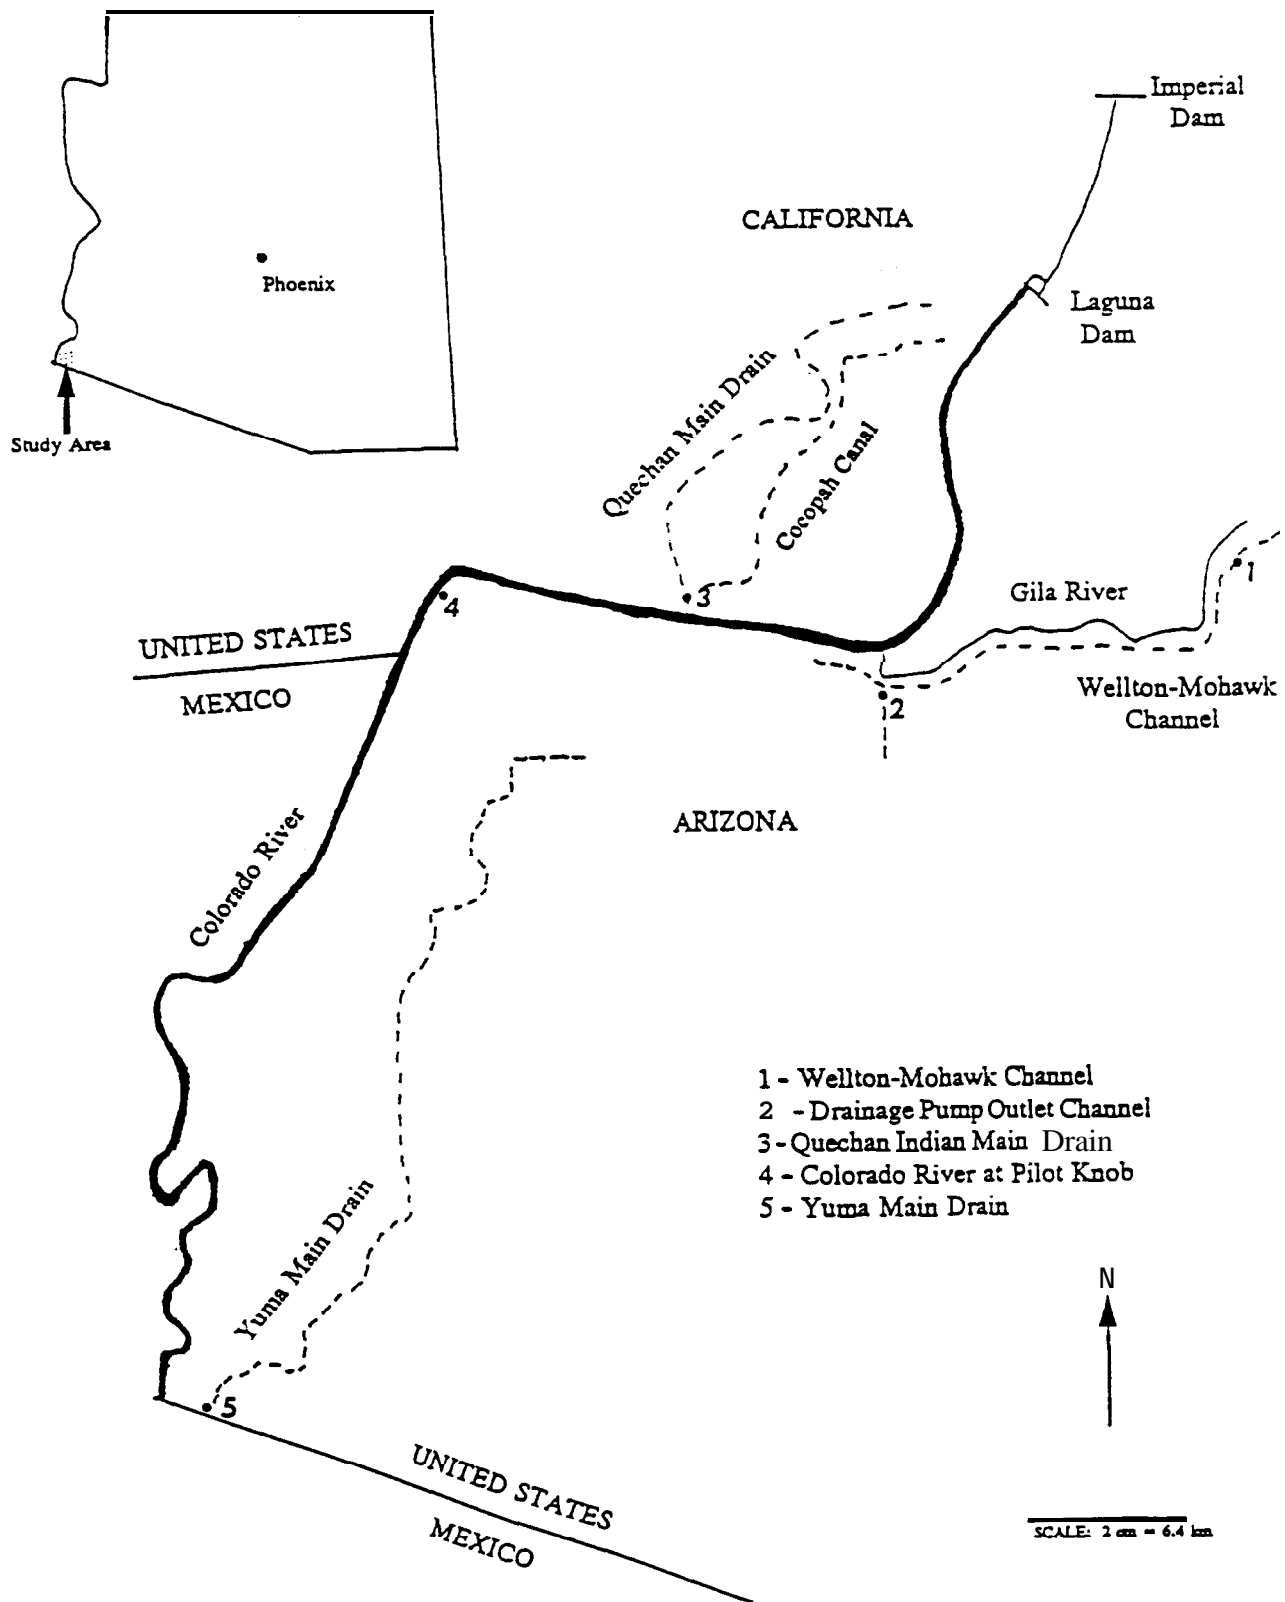 Imperial
Dam
CALIFORNIA
Phoenix
Laguna
Dam
Study Area
Quechan Main Drain
Cocopah Canal
1
Gila River
3
4
UNITED STATES
MEXICO
Wellton-Mohawk
Channel
2
ARIZONA
Colorado River
1 - Wellton-Mohawk Channel
2 - Drainage Pump Outlet Channel
3 - Quechan Indian Main Drain
4 - Colorado River at Pilot Knob
5 - Yuma Main Drain
Yuma Main Drain
N
5
UNITED STATES
MEXICO
SCALE: 2 cm = 6.4 km